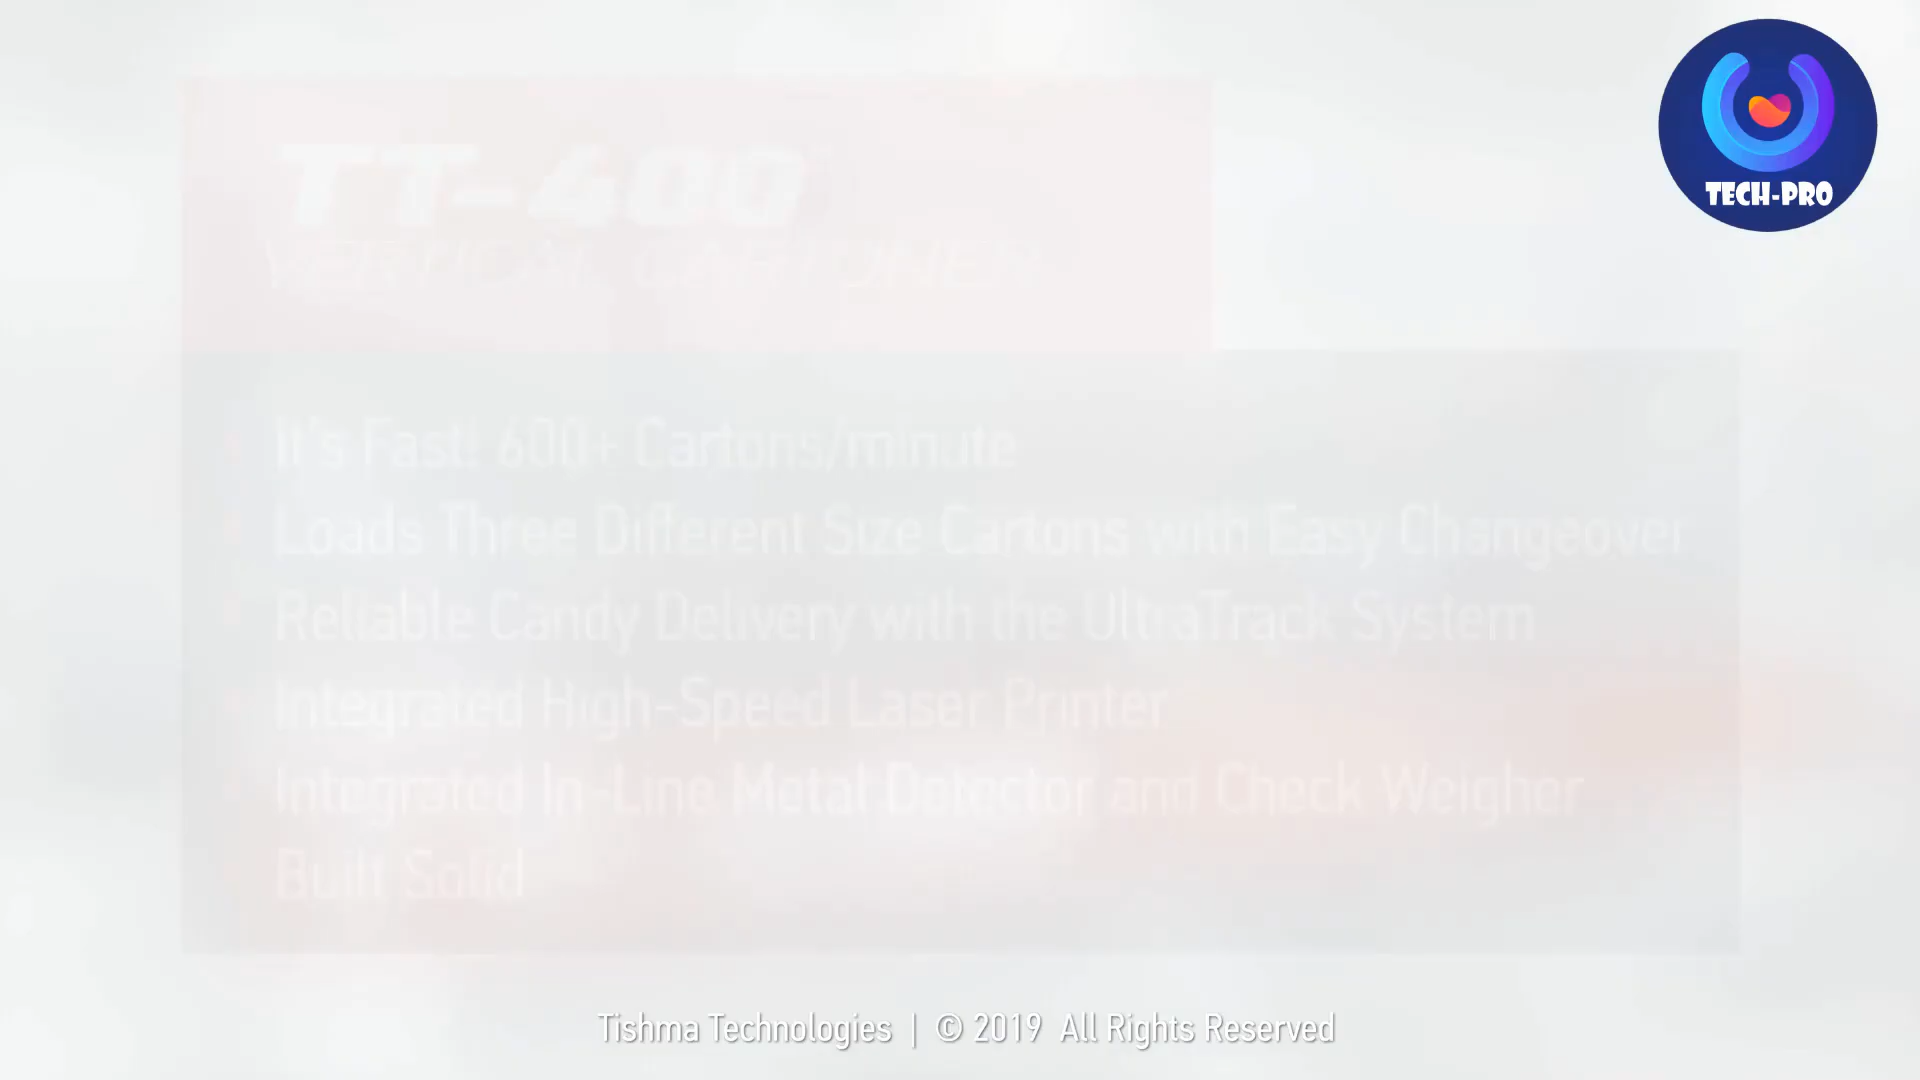 TECH-PRO
TT-400
VERTICAL CARTONER
It's Fast! 600+ Cartons/minute
Loads Three Different Size Cartons with Easy Changeover
Reliable Candy Delivery with the UltraTrack System
Integrated High-Speed Laser Printer
Integrated In-Line Metal Detector and Check Weigher
Built Solid
Tishma Technologies | © 2019 All Rights Reserved